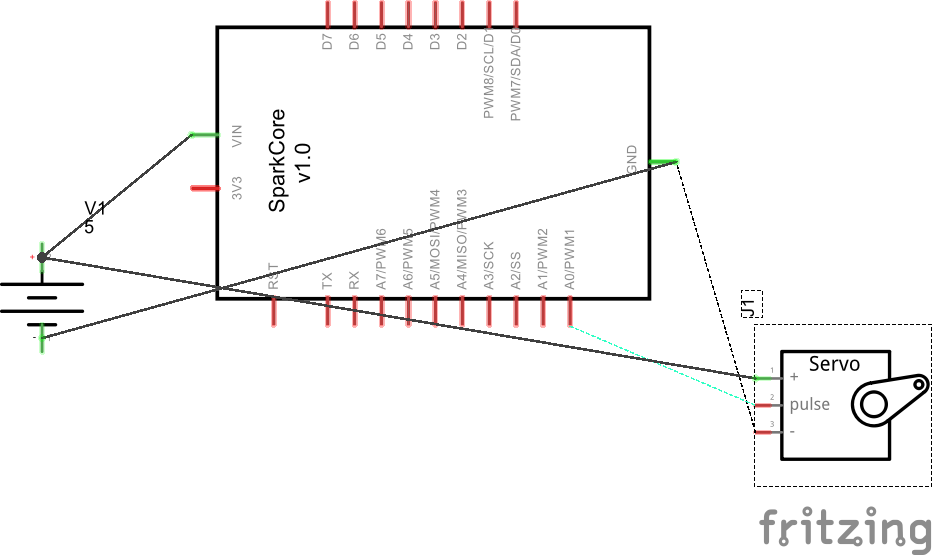 D7
D6
D5
D4
D3
D2
PWM8/SCL/D1
PWM7/SDA/D0
VIN
3V3
SparkCore
v1.0
GND
V1
5
+
-
RST
TX
RX
A7/PWM6
A6/PWM5
A5/MOSI/PWM4
A4/MISO/PWM3
A3/SCK
A2/SS
A1/PWM2
A0/PWM1
J1
Servo
1
+
2
pulse
3
-
fritzing